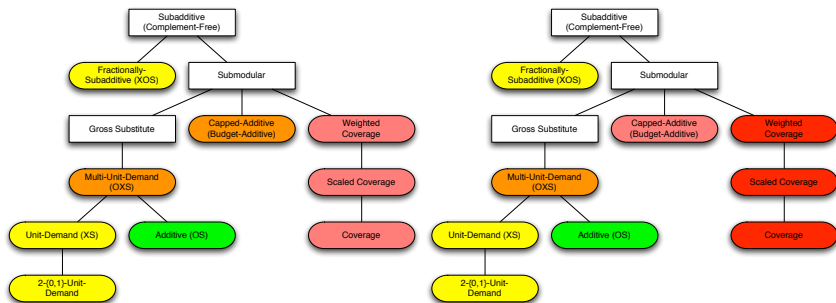 Subadditive
(Complement-Free)
Fractionally-
Subadditive (XOS)
Submodular
Gross Substitute
Capped-Additive
(Budget-Additive)
Weighted
Coverage
Multi-Unit-Demand
(OXS)
Scaled Coverage
Unit-Demand (XS)
Additive (OS)
Coverage
2-{0,1}-Unit-
Demand
Subadditive
(Complement-Free)
Fractionally-
Subadditive (XOS)
Submodular
Gross Substitute
Capped-Additive
(Budget-Additive)
Weighted
Coverage
Multi-Unit-Demand
(OXS)
Scaled Coverage
Unit-Demand (XS)
Additive (OS)
Coverage
2-{0,1}-Unit-
Demand